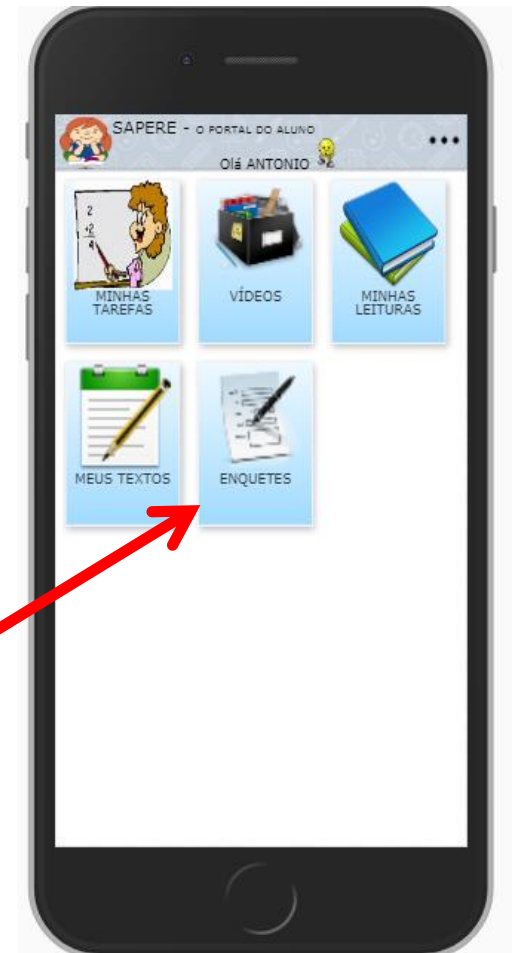 SAPERE - O PORTAL DO ALUNO
Olá ANTONIO
2
+2
4
MINHAS
TAREFAS
VÍDEOS
MINHAS
LEITURAS
MEUS TEXTOS
ENQUETES